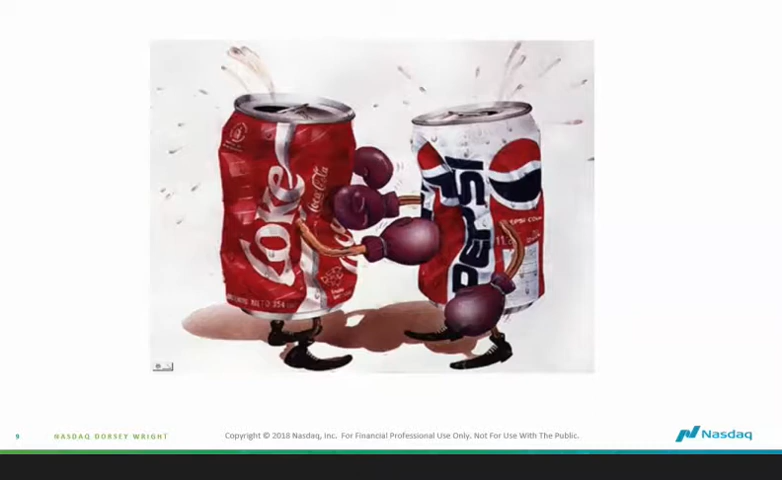 Coke
Coca-Cola
PEPSI
9
NASDAQ DORSEY WRIGHT
Copyright © 2018 Nasdaq, Inc. For Financial Professional Use Only. Not For Use With The Public.
Nasdaq